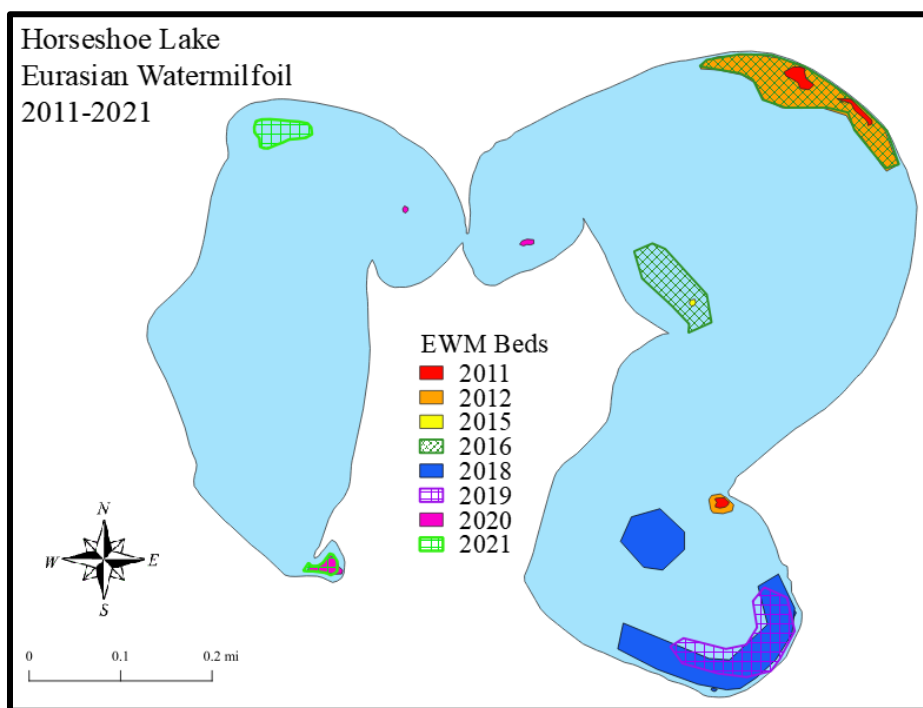 Horseshoe Lake
Eurasian Watermilfoil
2011-2021
EWM Beds
2011
2012
2015
2016
2018
2019
2020
2021
N
W E
S
0 0.1 0.2 mi